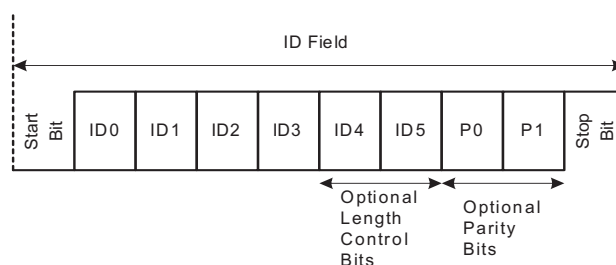 ID Field
Start Bit
ID0 ID1 ID2 ID3 ID4 ID5 P0 P1
Stop Bit
Optional
Length
Control
Bits
Optional
Parity
Bits